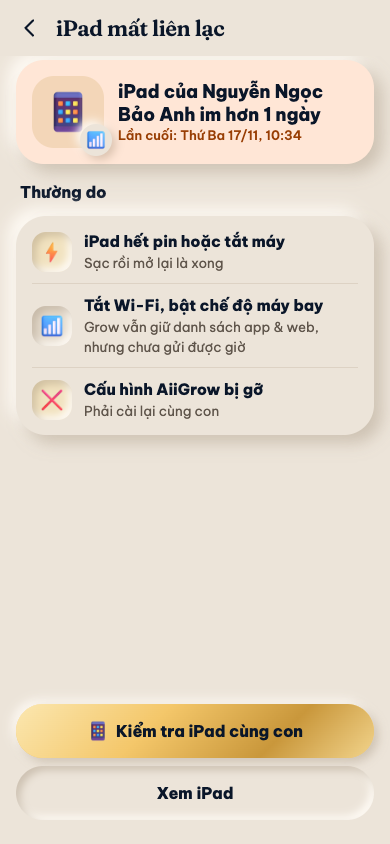 iPad mất liên lạc
iPad của Nguyễn Ngọc
Bảo Anh im hơn 1 ngày
Lần cuối: Thứ Ba 17/11, 10:34
Thường do
iPad hết pin hoặc tắt máy
Sạc rồi mở lại là xong
Tắt Wi-Fi, bật chế độ máy bay
Grow vẫn giữ danh sách app & web,
nhưng chưa gửi được giờ
Cấu hình AiiGrow bị gỡ
Phải cài lại cùng con
Kiểm tra iPad cùng con
Xem iPad